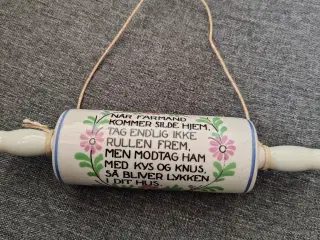 NÅR FARMAND
KOMMER SILDE HJEM,
TAG ENDLIG IKKE
RULLEN FREM,
MEN MODTAG HAM
MED KYS OG KNUS,
SÅ BLIVER LYKKEN
I DIT HUS.